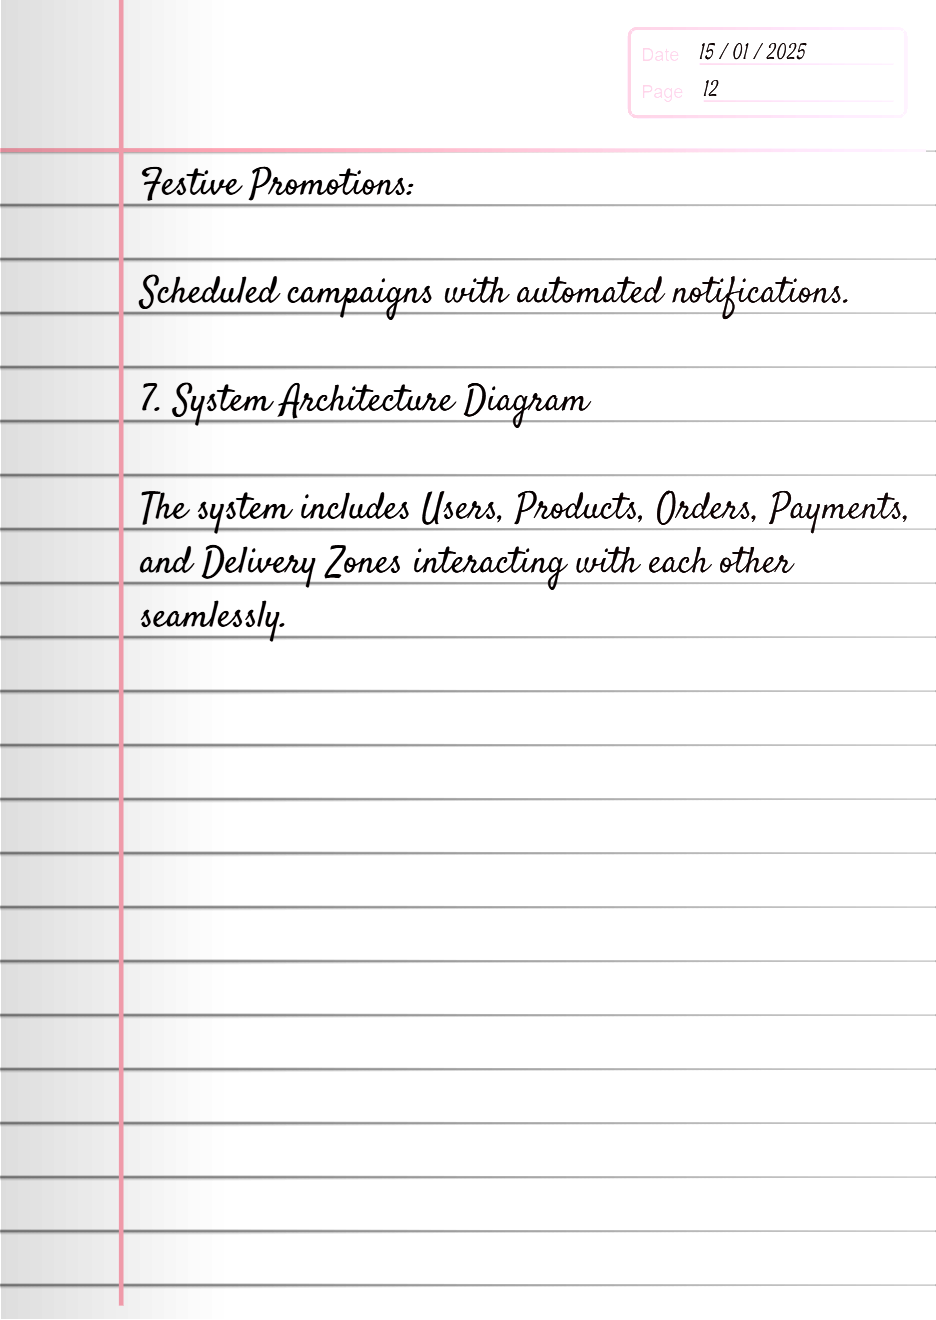 Date 15 / 01 / 2025
Page 12
Festive Promotions:
Scheduled campaigns with automated notifications.
7. System Architecture Diagram
The system includes Users, Products, Orders, Payments,
and Delivery Zones interacting with each other
seamlessly.